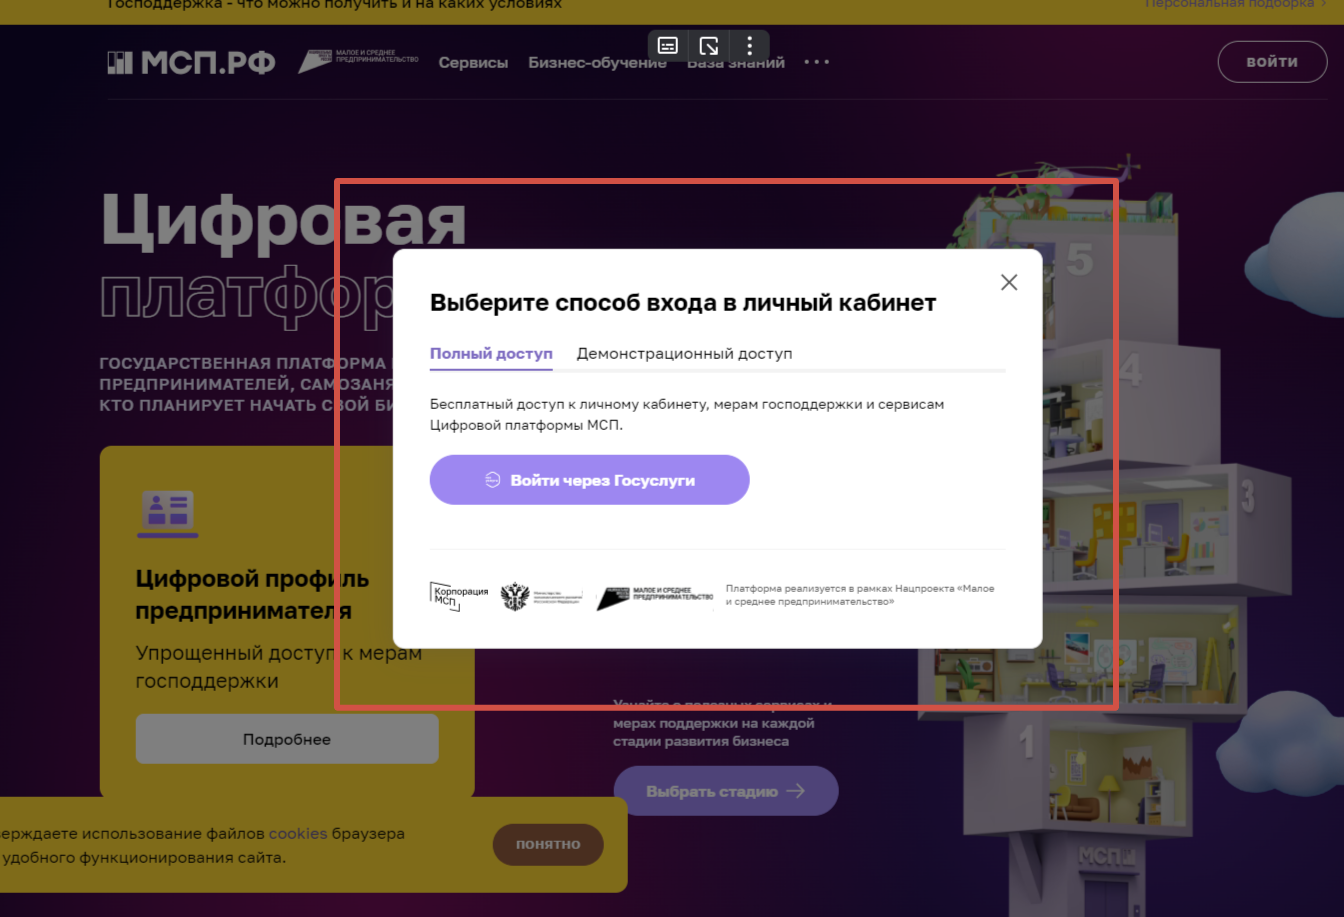 Господдержка - что можно получить и на каких условиях
Персональная подборка
МСП.РФ
МАЛОЕ И СРЕДНЕЕ
ПРЕДПРИНИМАТЕЛЬСТВО
Сервисы
Бизнес-обучение
База знаний
ВОЙТИ
Цифровая
платфор
ГОСУДАРСТВЕННАЯ ПЛАТФОРМА
ПРЕДПРИНИМАТЕЛЕЙ, САМОЗАНЯ
КТО ПЛАНИРУЕТ НАЧАТЬ СВОЙ БИ
Выберите способ входа в личный кабинет
Полный доступ
Демонстрационный доступ
Бесплатный доступ к личному кабинету, мерам господдержки и сервисам
Цифровой платформы МСП.
Войти через Госуслуги
Корпорация
МСП
МАЛОЕ И СРЕДНЕЕ
ПРЕДПРИНИМАТЕЛЬСТВО
Платформа реализуется в рамках Нацпроекта «Малое
и среднее предпринимательство»
Цифровой профиль
предпринимателя
Упрощенный доступ к мерам
господдержки
Подробнее
Узнайте о полезных сервисах и
мерах поддержки на каждой
стадии развития бизнеса
Выбрать стадию
5
4
3
1
МСП
ерждаете использование файлов cookies браузера
удобного функционирования сайта.
ПОНЯТНО